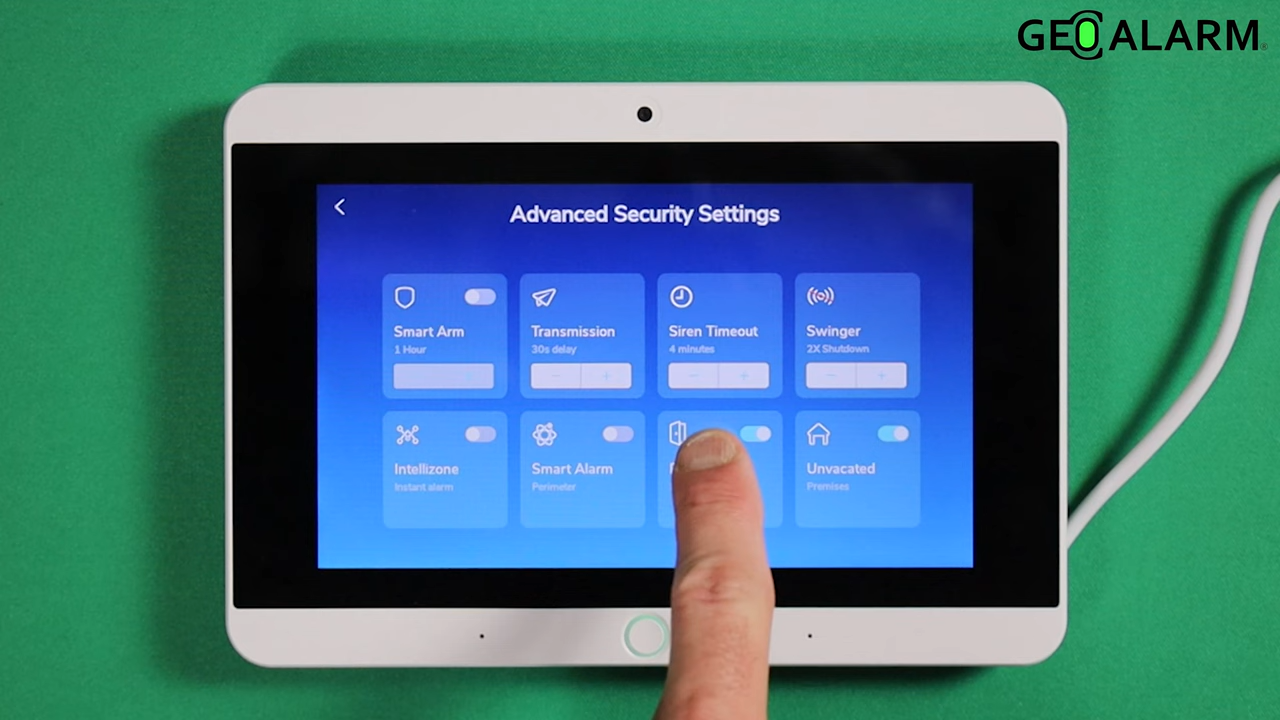 GEOALARM®
Advanced Security Settings
Smart Arm
1 Hour
Transmission
30s delay
- +
Siren Timeout
4 minutes
- +
Swinger
2X Shutdown
- +
Intellizone
Instant alarm
Smart Alarm
Perimeter
Unvacated
Premises